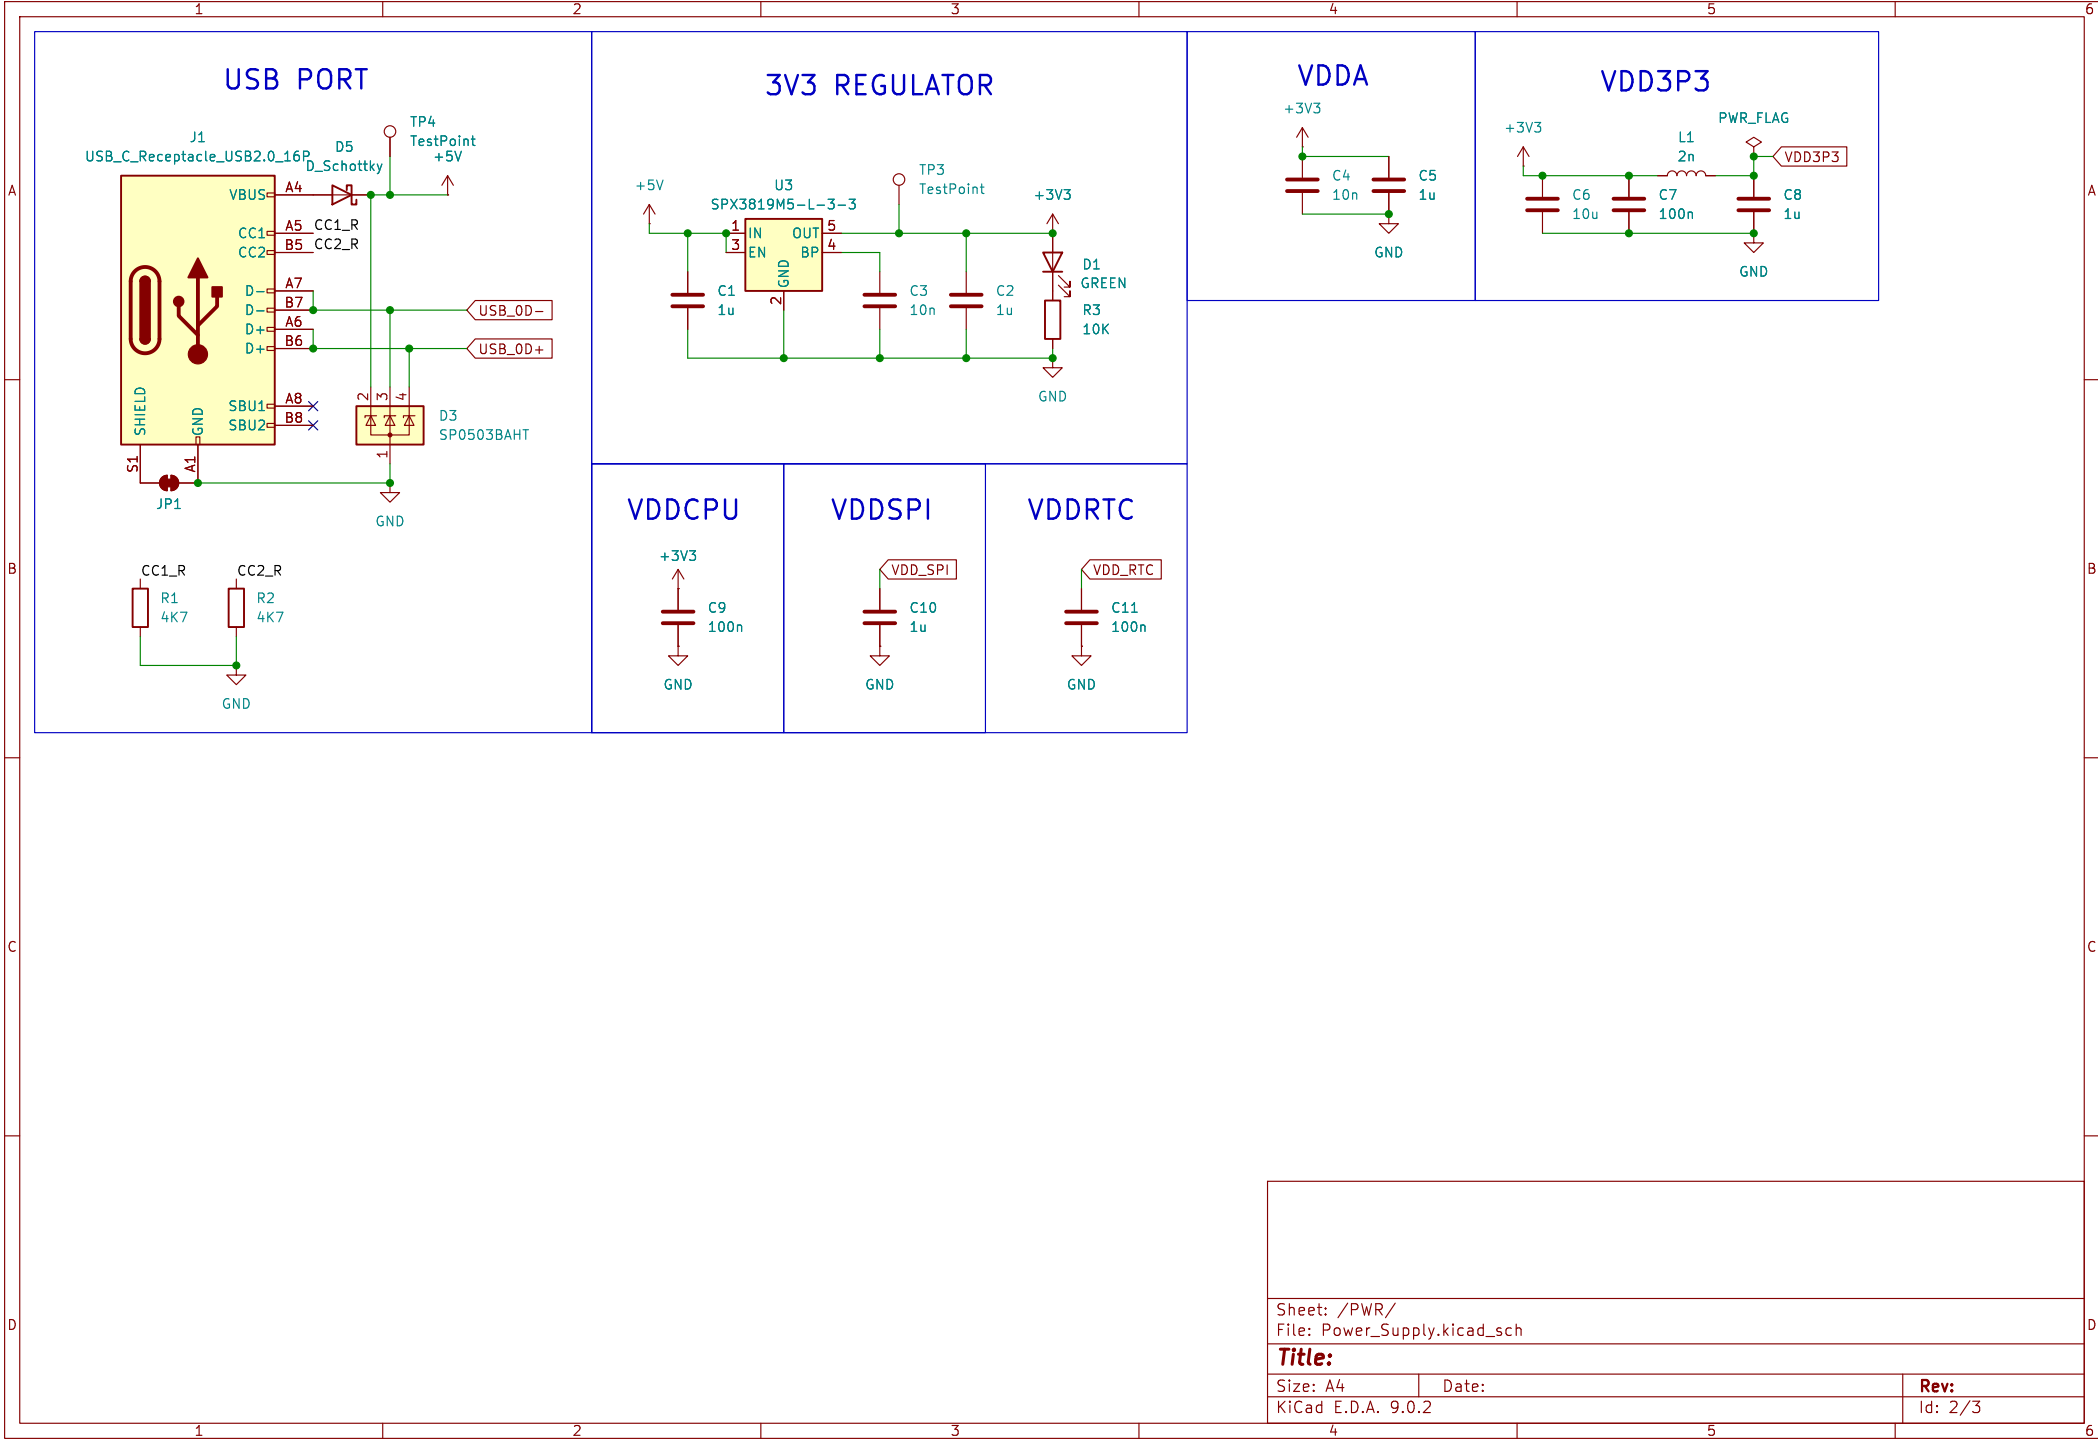 1 2 3 4 5 6
A
B
C
D
A
B
C
D
USB PORT
J1
USB_C_Receptacle_USB2.0_16P
VBUS
A4
CC1
A5
CC1_R
CC2
B5
CC2_R
D-
A7
D-
B7
D+
A6
D+
B6
SBU1
A8
SBU2
B8
SHIELD
GND
S1
A1
JP1
D5
D_Schottky
TP4
TestPoint
+5V
USB_0D-
USB_0D+
2 3 4
D3
SP0503BAHT
1
GND
CC1_R
R1
4K7
CC2_R
R2
4K7
GND
3V3 REGULATOR
+5V
U3
SPX3819M5-L-3-3
1
IN
3
EN
OUT
5
BP
4
GND
2
TP3
TestPoint
+3V3
C1
1u
C3
10n
C2
1u
D1
GREEN
R3
10K
GND
VDDA
+3V3
C4
10n
C5
1u
GND
VDD3P3
+3V3
L1
2n
PWR_FLAG
VDD3P3
C6
10u
C7
100n
C8
1u
GND
VDDCPU
+3V3
C9
100n
GND
VDDSPI
VDD_SPI
C10
1u
GND
VDDRTC
VDD_RTC
C11
100n
GND
Sheet: /PWR/
File: Power_Supply.kicad_sch
Title:
Size: A4 Date: Rev:
KiCad E.D.A. 9.0.2 Id: 2/3
1 2 3 4 5 6